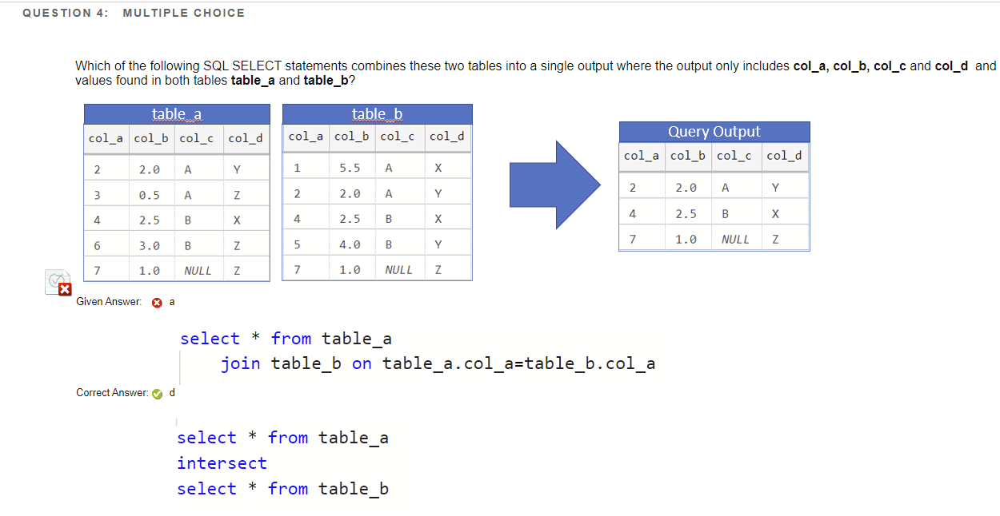 QUESTION 4: MULTIPLE CHOICE
Which of the following SQL SELECT statements combines these two tables into a single output where the output only includes col_a, col_b, col_c and col_d and
values found in both tables table_a and table_b?
table_a
col_a col_b col_c col_d
2 2.0 A Y
3 0.5 A Z
4 2.5 B X
6 3.0 B Z
7 1.0 NULL Z
table_b
col_a col_b col_c col_d
1 5.5 A X
2 2.0 A Y
4 2.5 B X
5 4.0 B Y
7 1.0 NULL Z
Query Output
col_a col_b col_c col_d
2 2.0 A Y
4 2.5 B X
7 1.0 NULL Z
Given Answer: a
select * from table_a
join table_b on table_a.col_a=table_b.col_a
Correct Answer: d
select * from table_a
intersect
select * from table_b